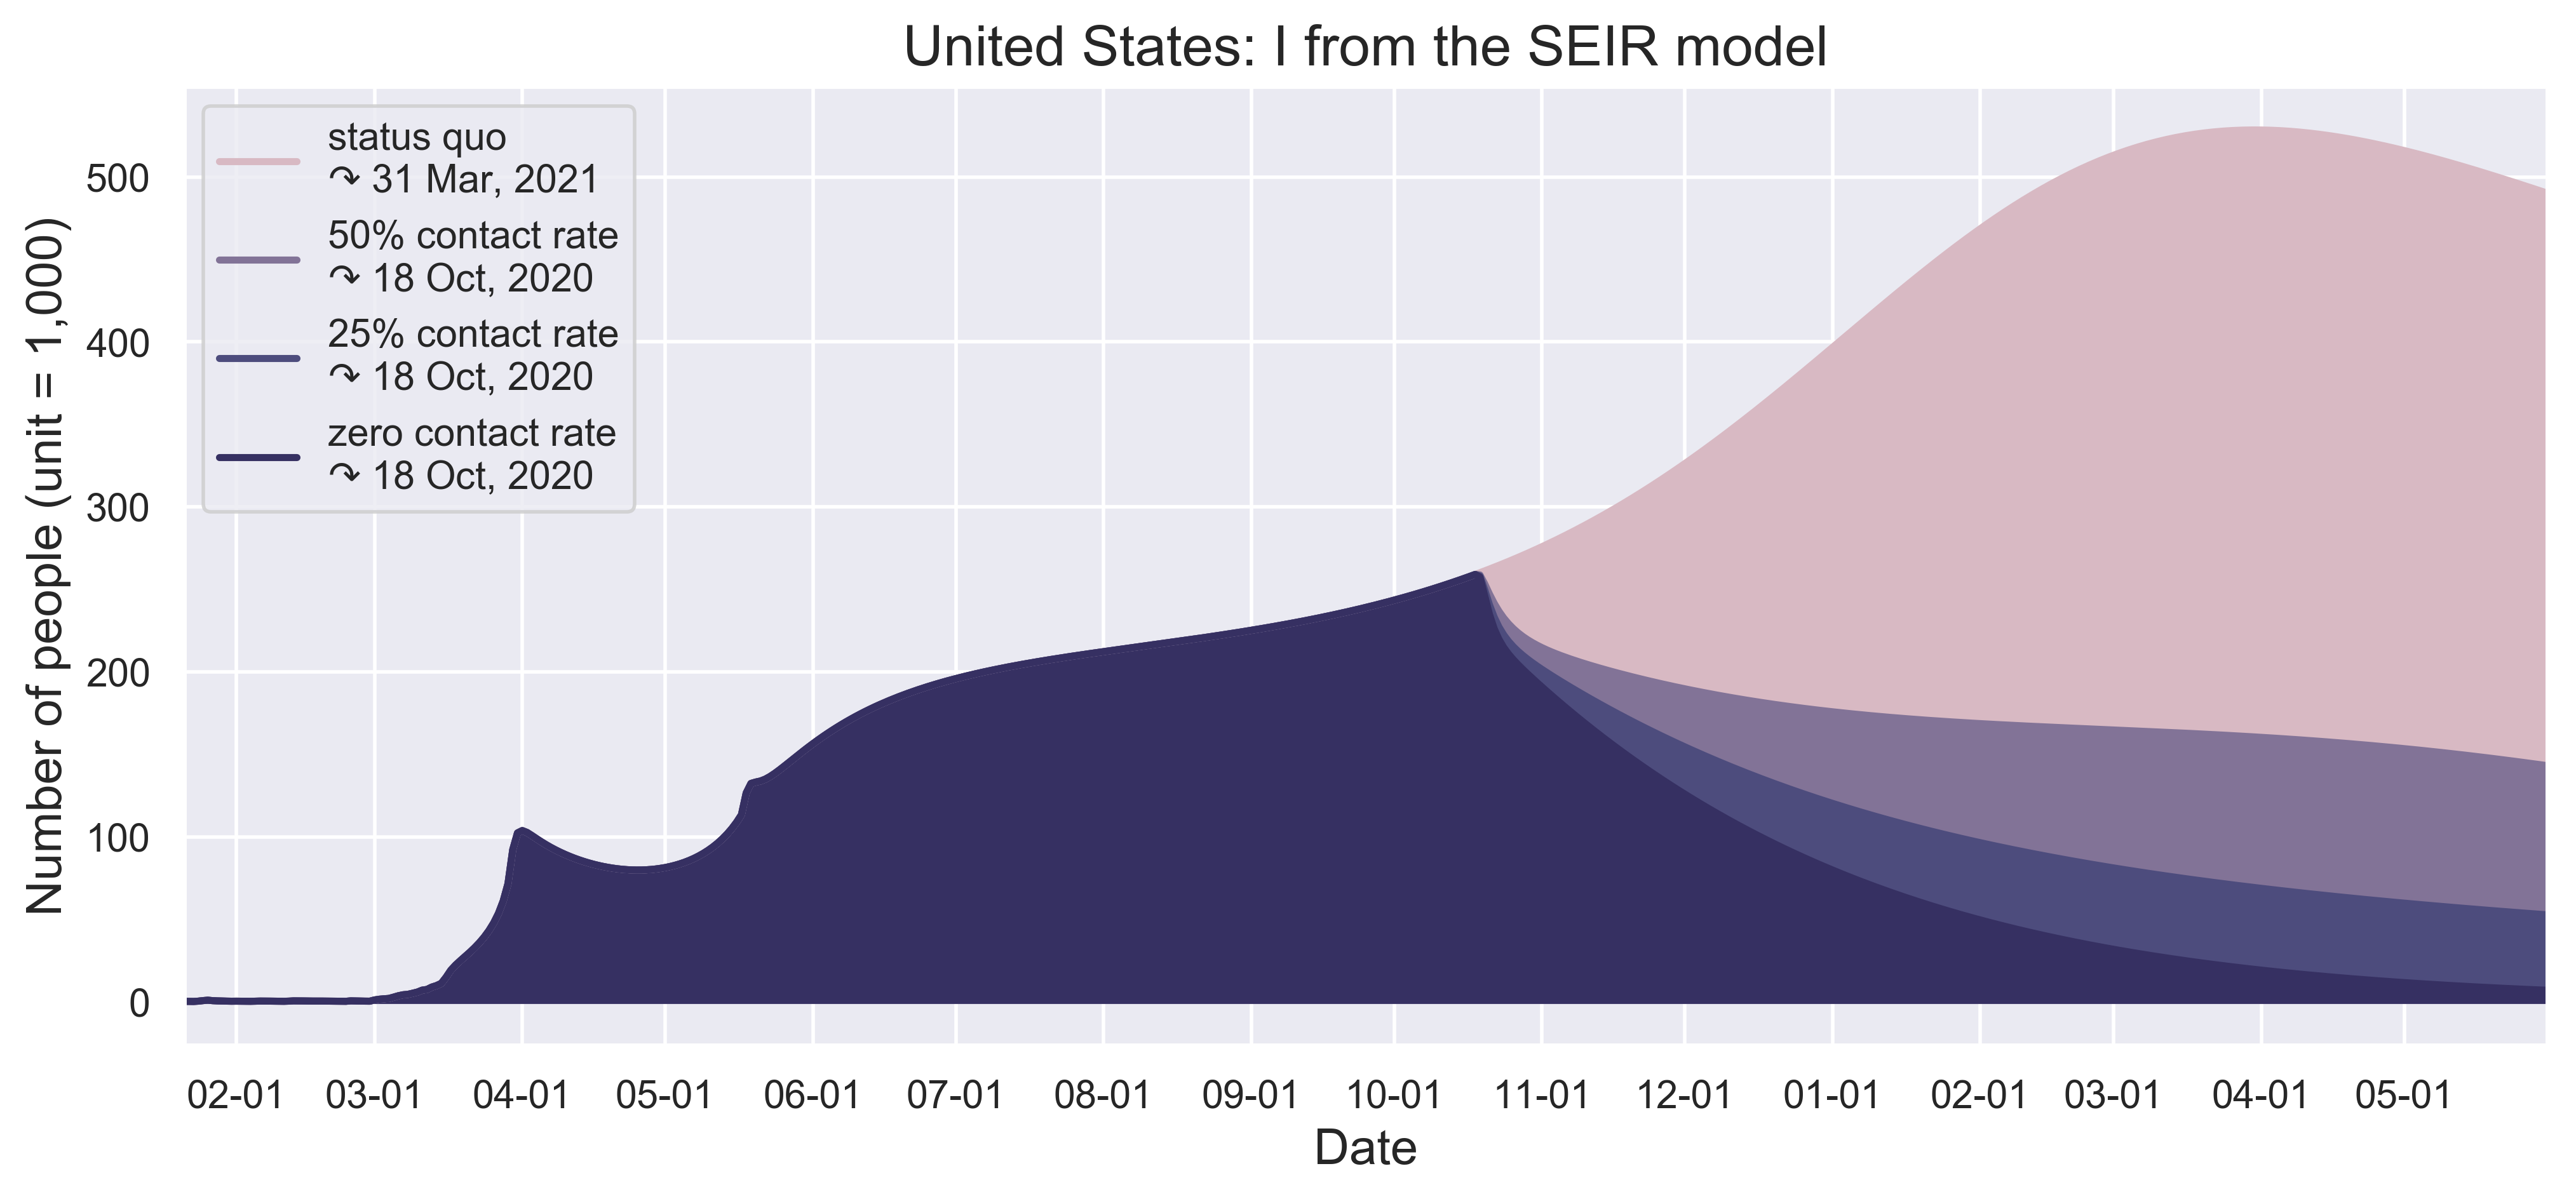 United States: I from the SEIR model
status quo
↷ 31 Mar, 2021
50% contact rate
↷ 18 Oct, 2020
25% contact rate
↷ 18 Oct, 2020
zero contact rate
↷ 18 Oct, 2020
Number of people (unit = 1,000)
500
400
300
200
100
0
02-01 03-01 04-01 05-01 06-01 07-01 08-01 09-01 10-01 11-01 12-01 01-01 02-01 03-01 04-01 05-01
Date